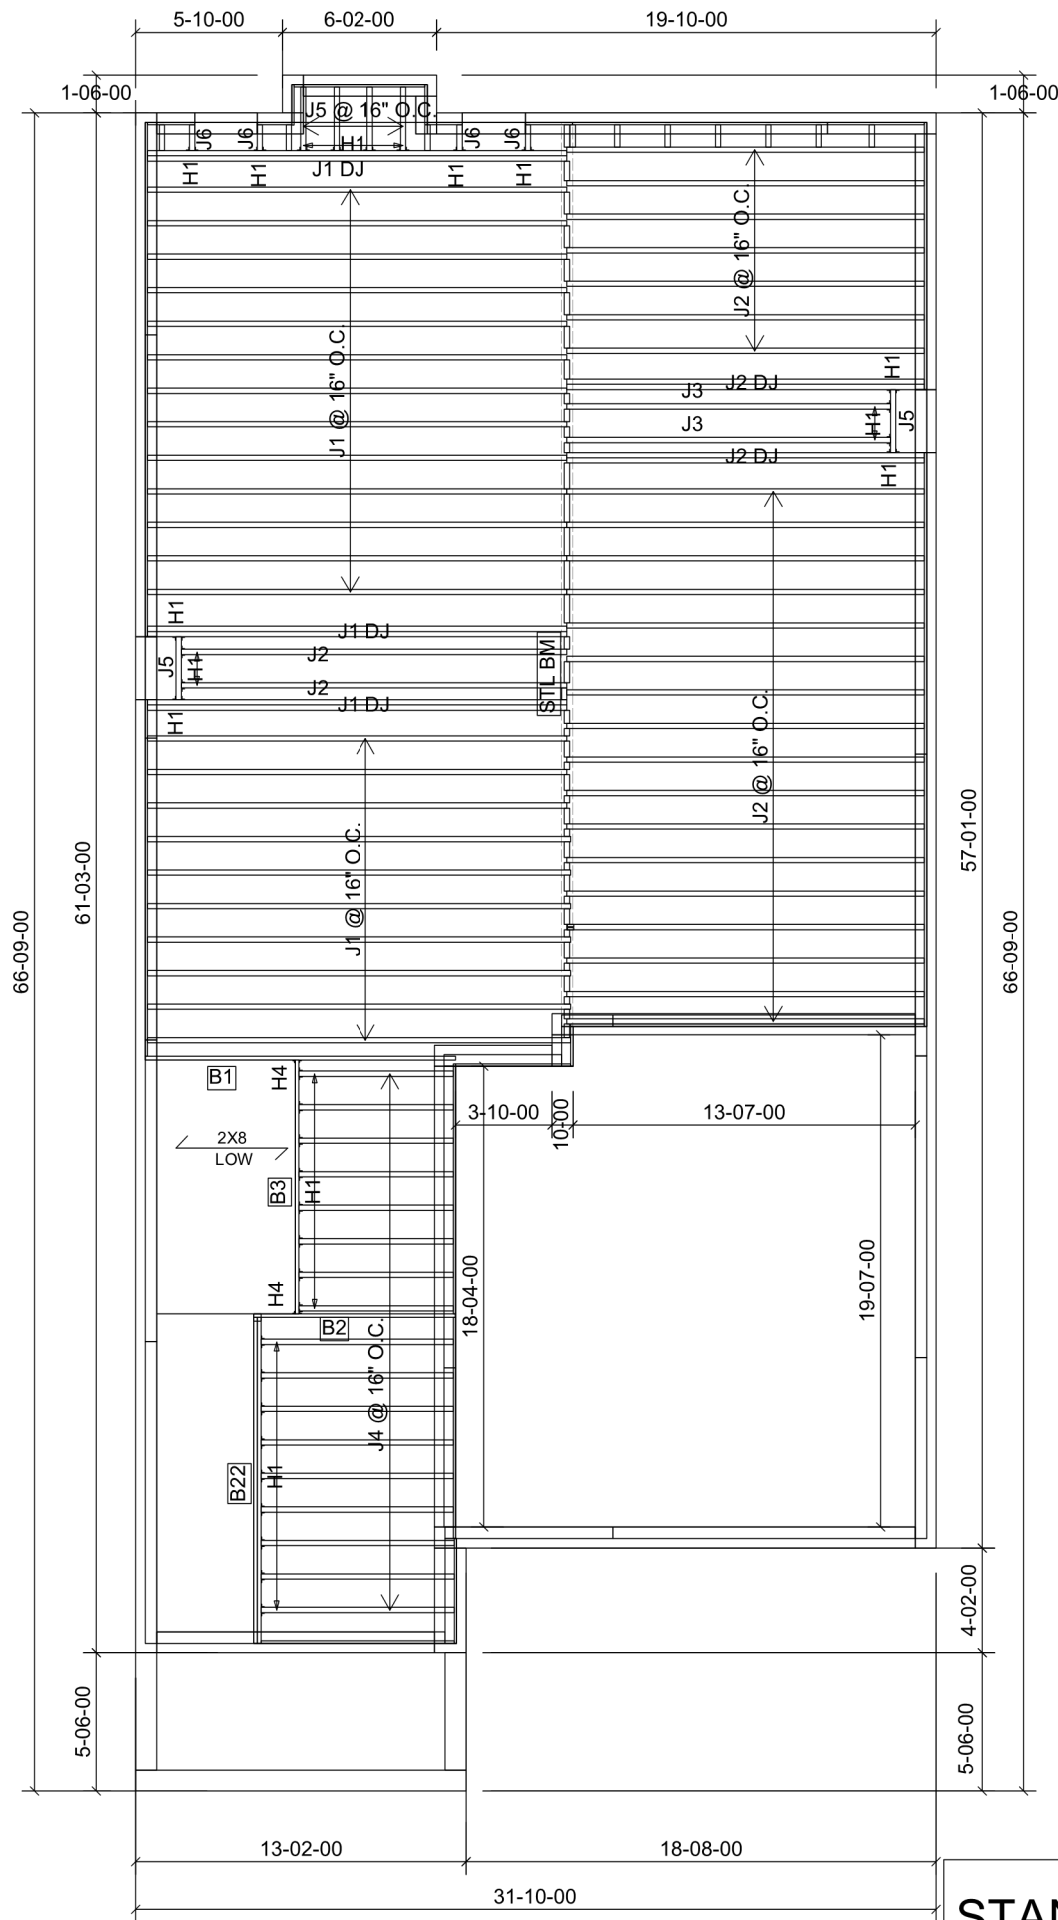 5-10-00
6-02-00
19-10-00
1-06-00
1-06-00
J5 @ 16" O.C.
J6
J6
J6
J6
H1
H1
H1
H1
H1
J1 DJ
J2 @ 16" O.C.
J1 @ 16" O.C.
H1
J2 DJ
J3
J3
H1
J5
J2 DJ
H1
H1
J1 DJ
J2
J5
H1
J2
J1 DJ
H1
STL BM
J2 @ 16" O.C.
57-01-00
61-03-00
66-09-00
66-09-00
J1 @ 16" O.C.
B1
H4
2X8
LOW
B3
H1
H4
3-10-00
10-00
13-07-00
18-04-00
19-07-00
B2
J4 @ 16" O.C.
B22
H1
4-02-00
5-06-00
5-06-00
13-02-00
18-08-00
31-10-00